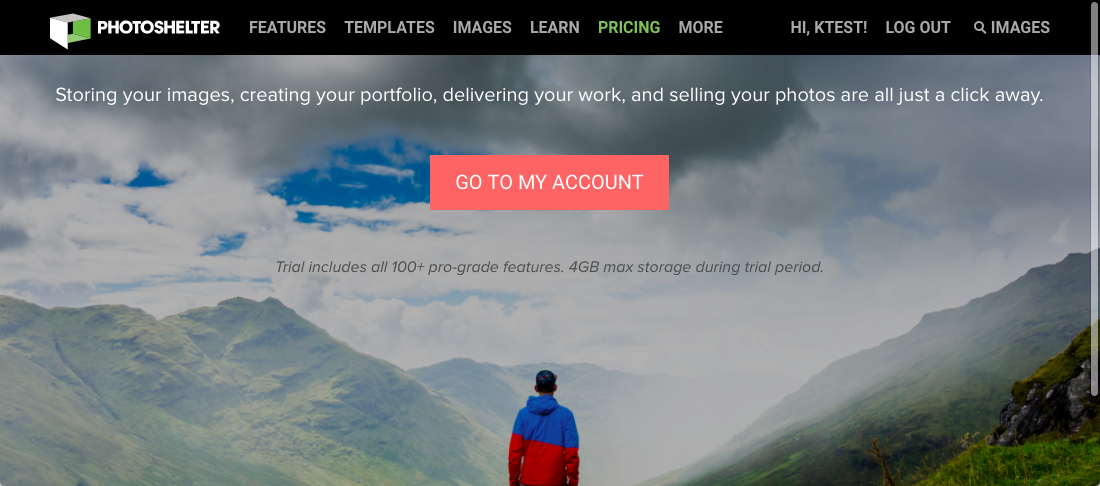 PHOTOSHELTER FEATURES TEMPLATES IMAGES LEARN PRICING MORE HI, KTEST! LOG OUT IMAGES
Storing your images, creating your portfolio, delivering your work, and selling your photos are all just a click away.
GO TO MY ACCOUNT
Trial includes all 100+ pro-grade features. 4GB max storage during trial period.